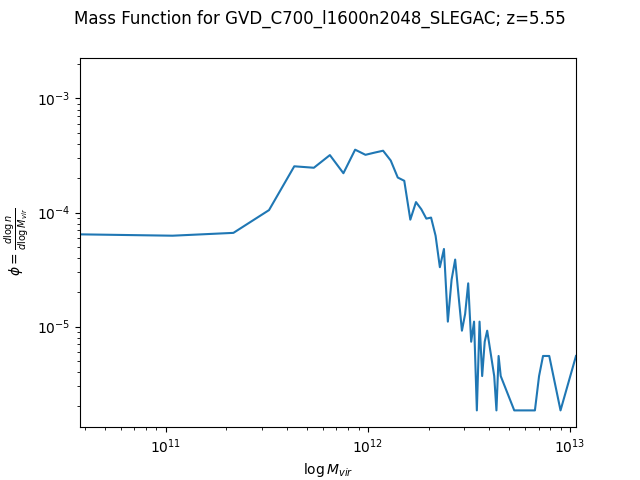 Mass Function for GVD_C700_l1600n2048_SLEGAC; z=5.55
10⁻³
10⁻⁴
10⁻⁵
ϕ = d log n / d log M_vir
10¹¹
10¹²
10¹³
log M_vir